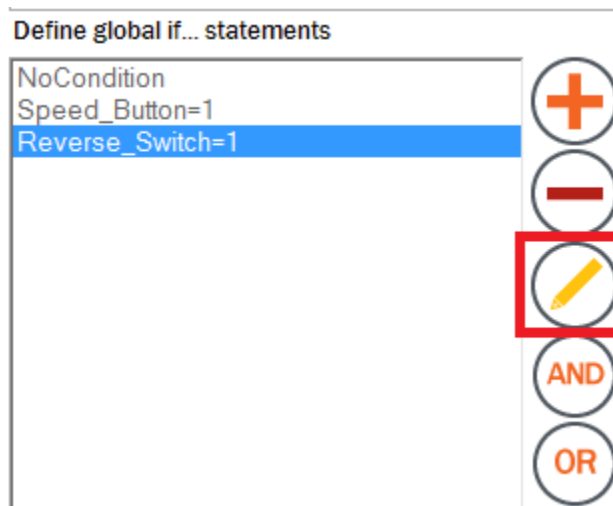 Define global if... statements
NoCondition
Speed_Button=1
Reverse_Switch=1
AND
OR